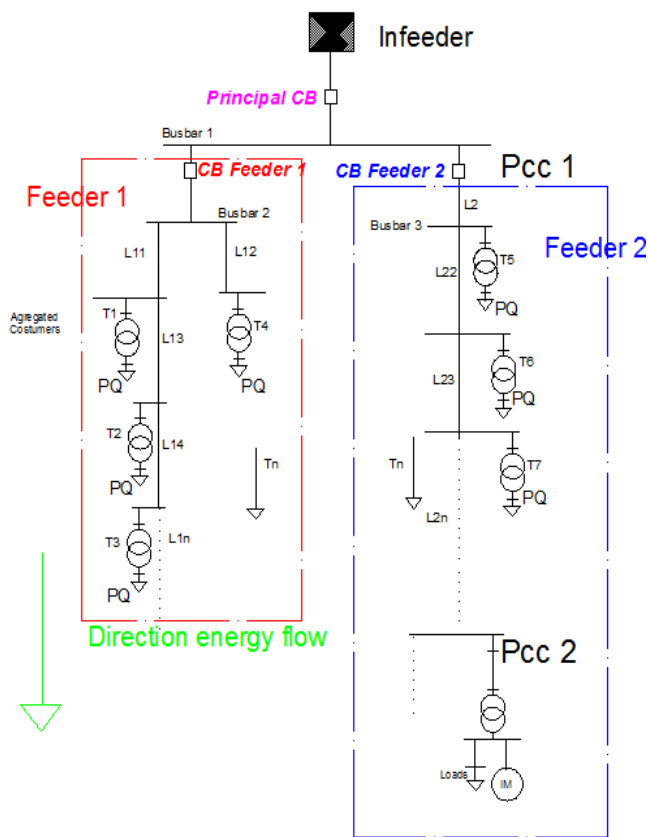 Infeeder
Principal CB
Busbar 1
CB Feeder 1
CB Feeder 2
Pcc 1
Feeder 1
Busbar 2
L2
Busbar 3
Feeder 2
L11
L12
T5
L22
PQ
Agregated
Costumers
T1
L13
T4
PQ
PQ
L23
T6
PQ
T2
L14
PQ
Tn
Tn
T7
PQ
T3
L1n
L2n
PQ
Direction energy flow
Pcc 2
Loads
IM